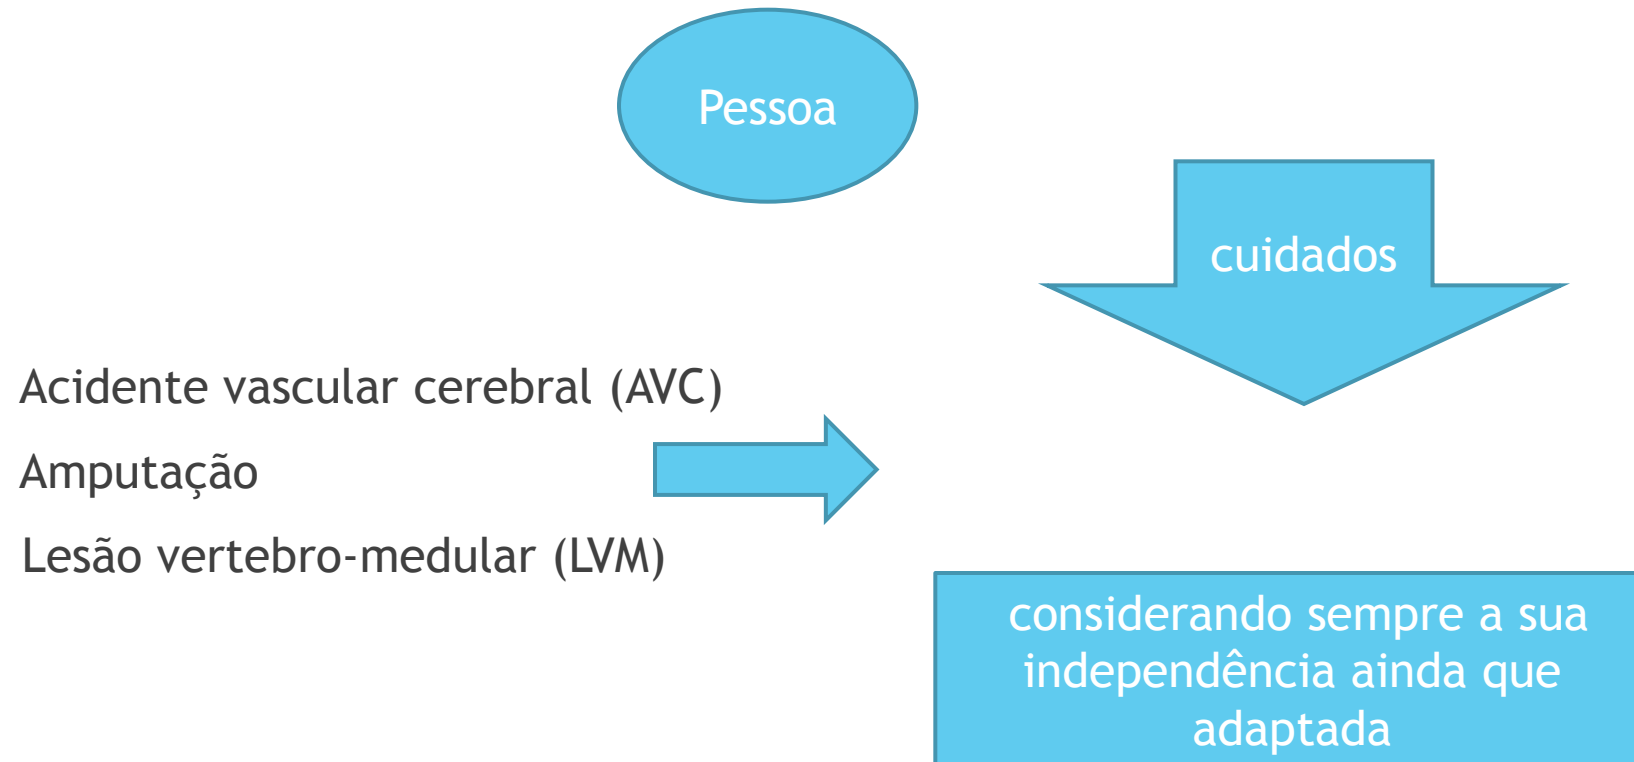 Pessoa
cuidados
Acidente vascular cerebral (AVC)
Amputação
Lesão vertebro-medular (LVM)
considerando sempre a sua
independência ainda que
adaptada